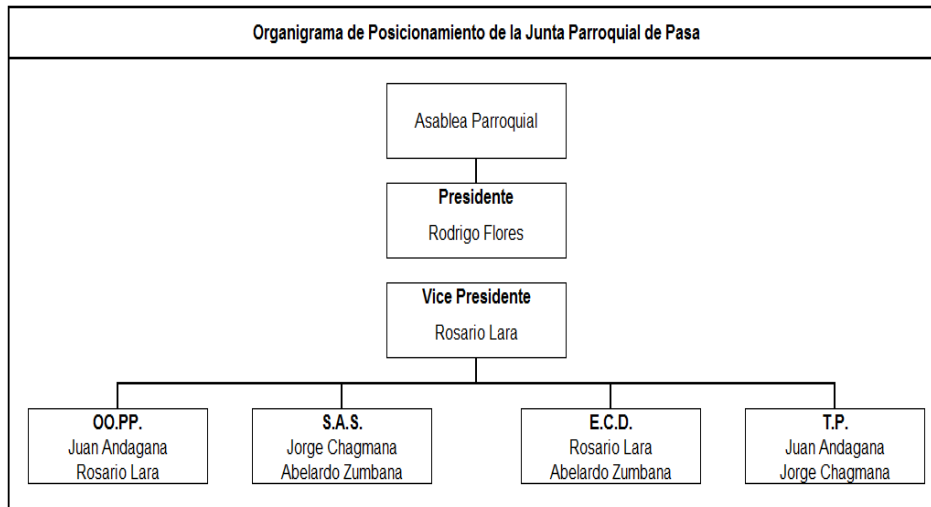 Organigrama de Posicionamiento de la Junta Parroquial de Pasa
Asablea Parroquial
Presidente
Rodrigo Flores
Vice Presidente
Rosario Lara
OO.PP.
Juan Andagana
Rosario Lara
S.A.S.
Jorge Chagmana
Abelardo Zumbana
E.C.D.
Rosario Lara
Abelardo Zumbana
T.P.
Juan Andagana
Jorge Chagmana